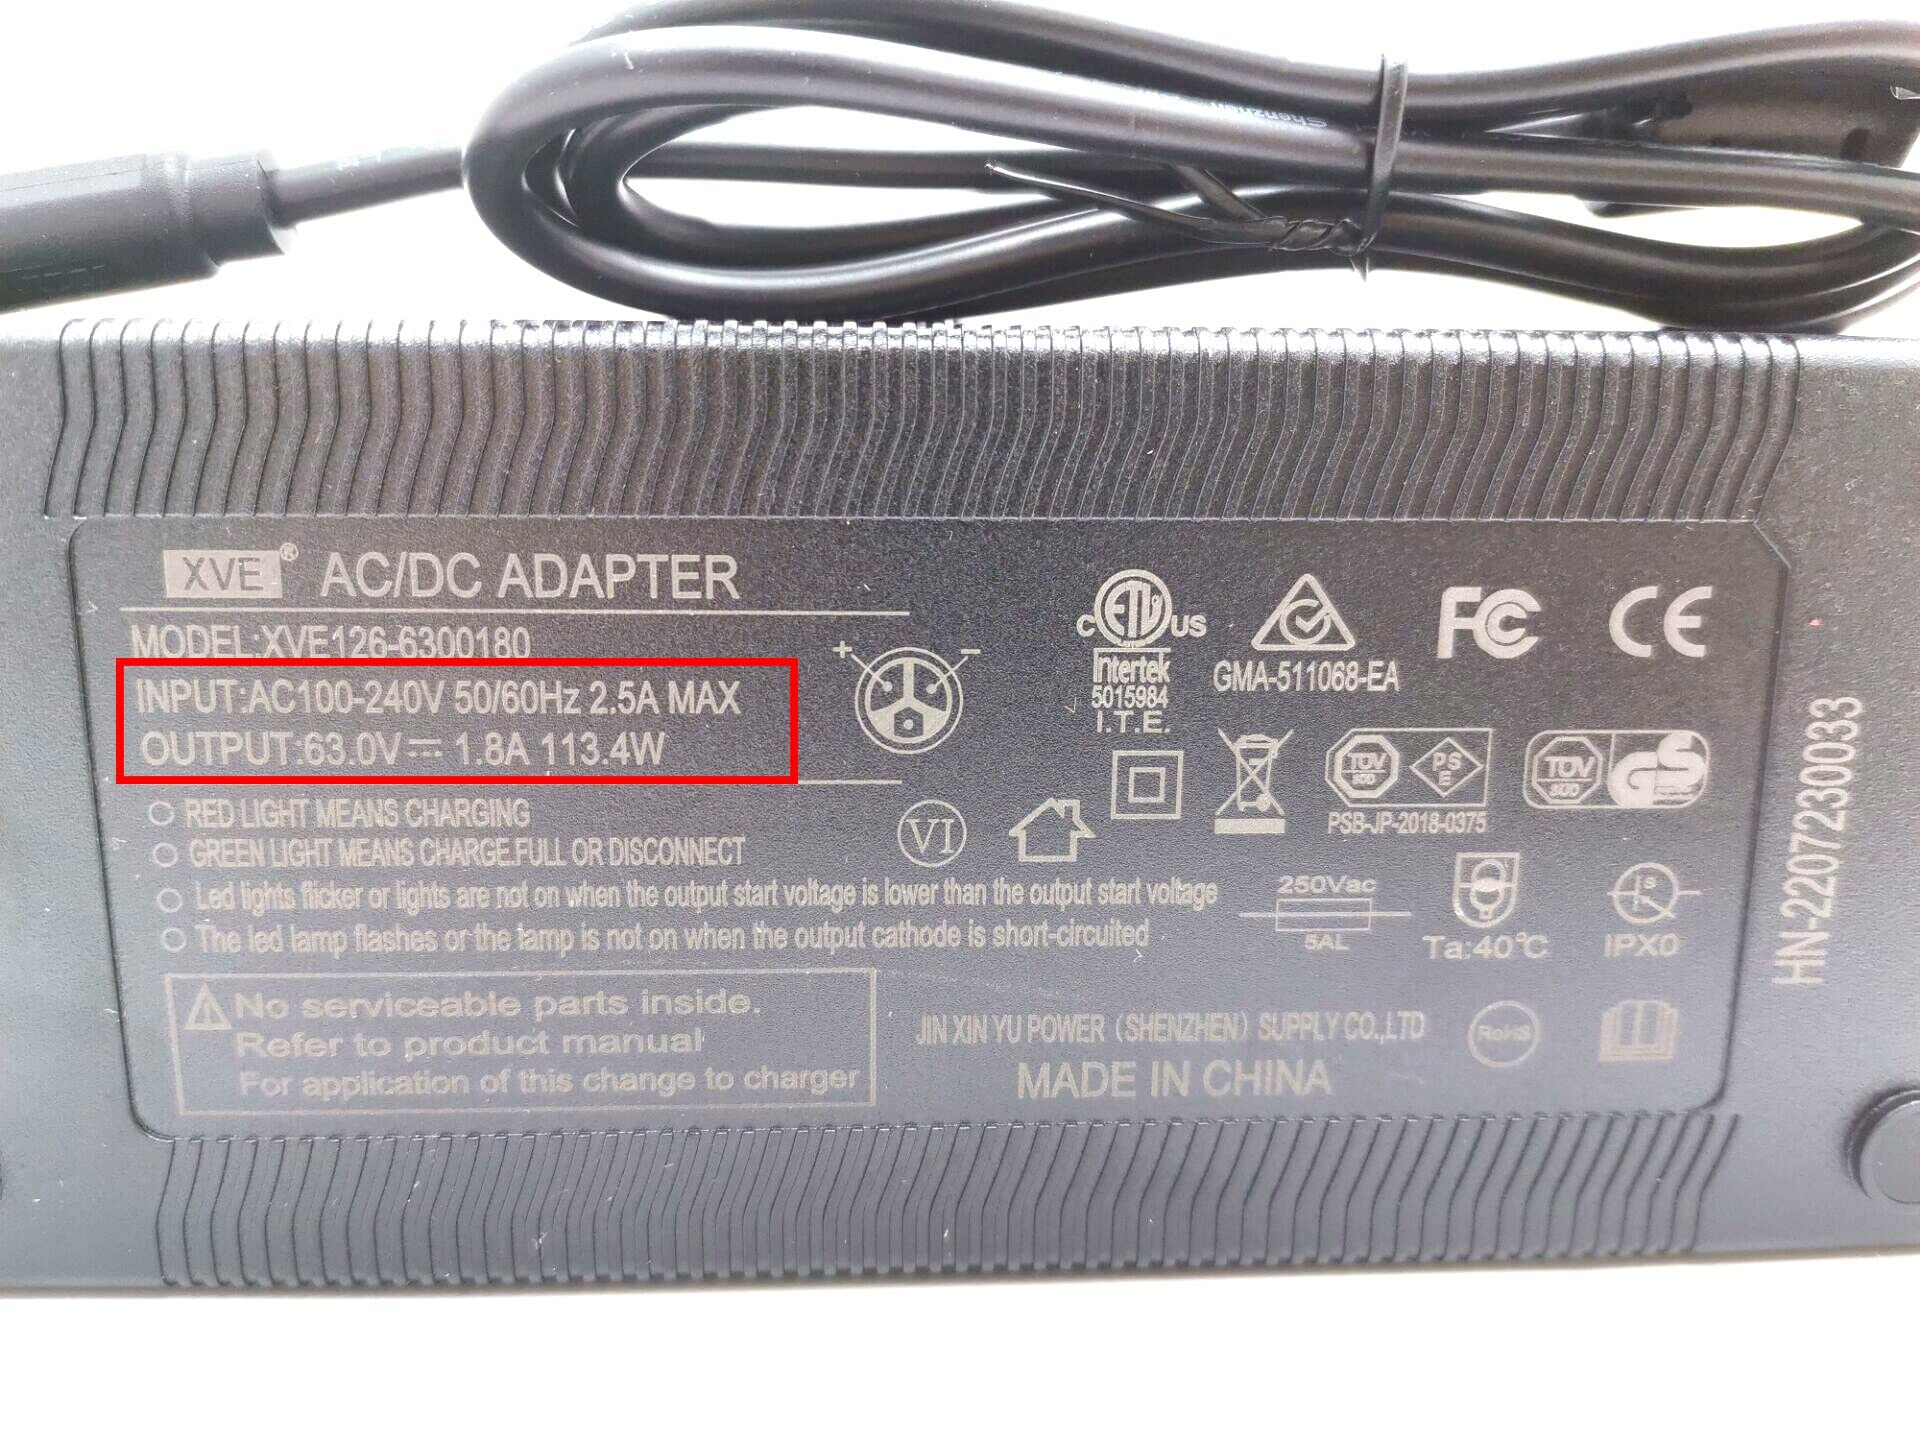 Shenzhen
XVE® AC/DC ADAPTER
MODEL:XVE126-6300180
INPUT:AC100-240V 50/60Hz 2.5A MAX
OUTPUT:63.0V⎓ 1.8A 113.4W
+ -
RED LIGHT MEANS CHARGING
GREEN LIGHT MEANS CHARGE.FULL OR DISCONNECT
Led lights flicker or lights are not on when the output start voltage is lower than the output start voltage
The led lamp flashes or the lamp is not on when the output cathode is short-circuited
No serviceable parts inside.
Refer to product manual
For application of this change to charger
C ETL US
Intertek
5015984
I.T.E.
GMA-511068-EA
FC
CE
VI
TÜV
SÜD
PS
E
PSB-JP-2018-0375
TÜV
SÜD
GS
250Vac
5AL
Ta:40°C
IPX0
JIN XIN YU POWER (SHENZHEN) SUPPLY CO.,LTD
MADE IN CHINA
RoHS
HN-220723​0033